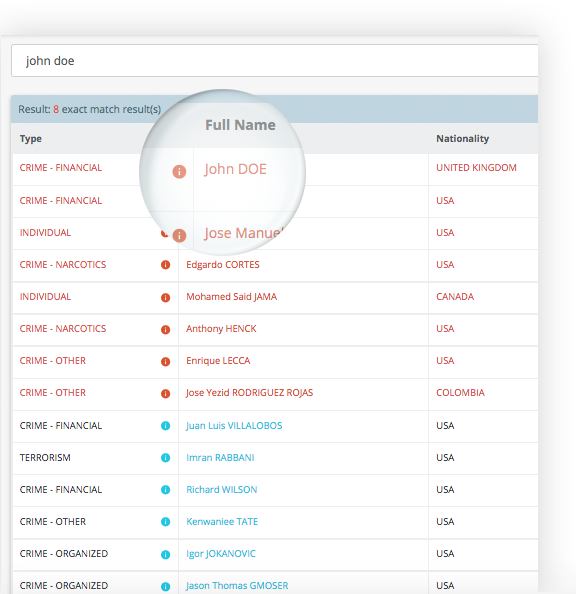 john doe
Result: 8 exact match result(s)
Type Full Name Nationality
CRIME - FINANCIAL John DOE UNITED KINGDOM
CRIME - FINANCIAL USA
INDIVIDUAL Jose Manuel USA
CRIME - NARCOTICS Edgardo CORTES USA
INDIVIDUAL Mohamed Said JAMA CANADA
CRIME - NARCOTICS Anthony HENCK USA
CRIME - OTHER Enrique LECCA USA
CRIME - OTHER Jose Yezid RODRIGUEZ ROJAS COLOMBIA
CRIME - FINANCIAL Juan Luis VILLALOBOS USA
TERRORISM Imran RABBANI USA
CRIME - FINANCIAL Richard WILSON USA
CRIME - OTHER Kenwaniee TATE USA
CRIME - ORGANIZED Igor JOKANOVIC USA
CRIME - ORGANIZED Jason Thomas GMOSER USA